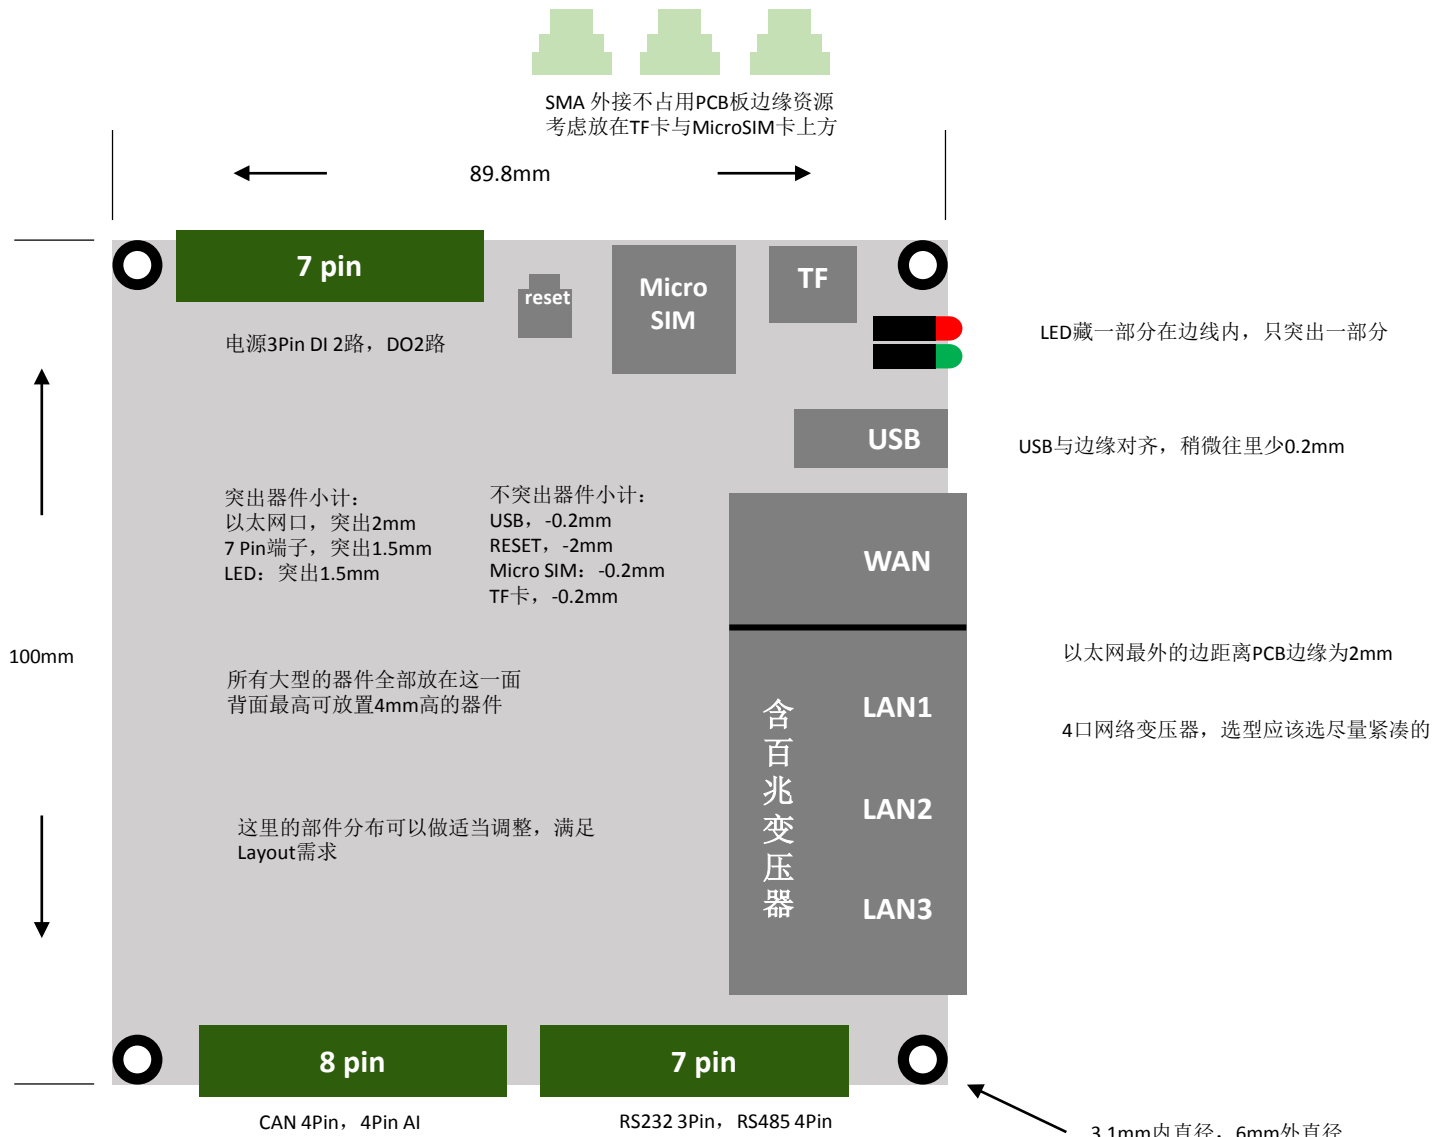 SMA 外接不占用PCB板边缘资源
考虑放在TF卡与MicroSIM卡上方
89.8mm
7 pin
reset
Micro
SIM
TF
电源3Pin DI 2路，DO2路
LED藏一部分在边线内，只突出一部分
USB
USB与边缘对齐，稍微往里少0.2mm
突出器件小计：
以太网口，突出2mm
7 Pin端子，突出1.5mm
LED：突出1.5mm
不突出器件小计：
USB，-0.2mm
RESET，-2mm
Micro SIM：-0.2mm
TF卡，-0.2mm
WAN
100mm
以太网最外的边距离PCB边缘为2mm
所有大型的器件全部放在这一面
背面最高可放置4mm高的器件
含百兆变压器
LAN1
4口网络变压器，选型应该选尽量紧凑的
LAN2
这里的部件分布可以做适当调整，满足
Layout需求
LAN3
8 pin
7 pin
CAN 4Pin，4Pin AI
RS232 3Pin，RS485 4Pin
3.1mm内直径，6mm外直径